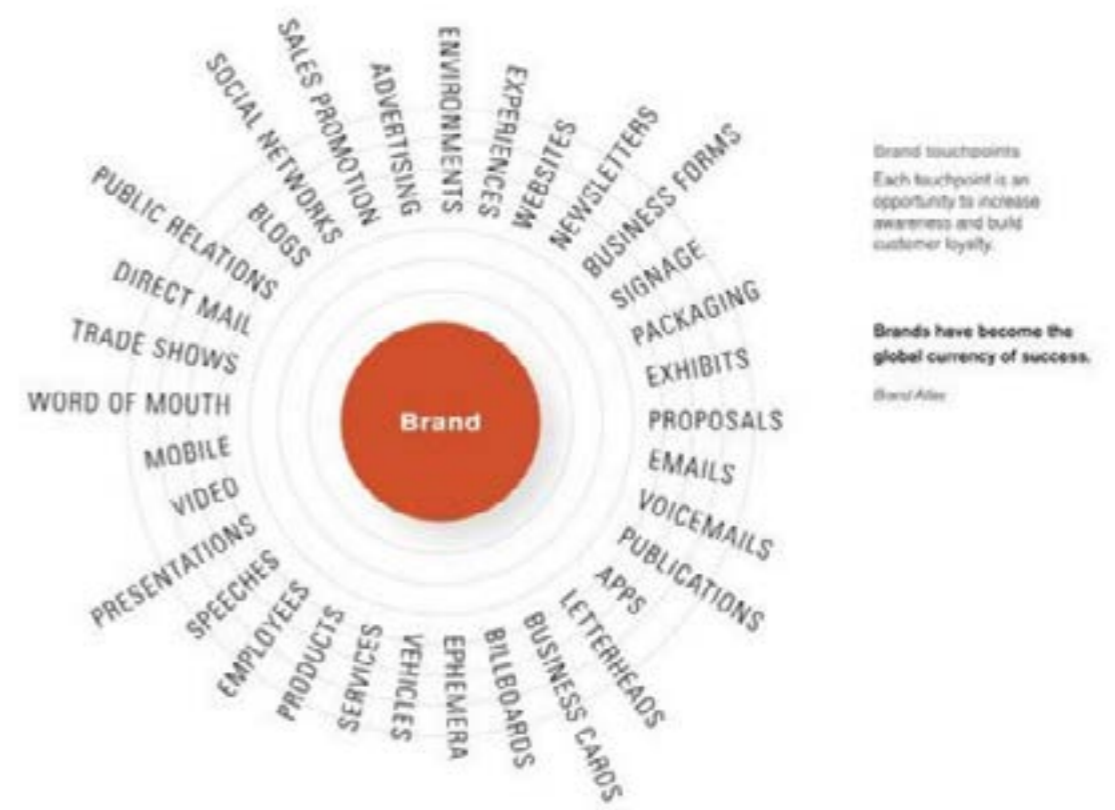 Brand
ENVIRONMENTS
EXPERIENCES
WEBSITES
NEWSLETTERS
BUSINESS FORMS
SIGNAGE
PACKAGING
EXHIBITS
PROPOSALS
EMAILS
VOICEMAILS
PUBLICATIONS
APPS
LETTERHEADS
BUSINESS CARDS
BILLBOARDS
EPHEMERA
VEHICLES
SERVICES
PRODUCTS
EMPLOYEES
SPEECHES
PRESENTATIONS
VIDEO
MOBILE
WORD OF MOUTH
TRADE SHOWS
DIRECT MAIL
PUBLIC RELATIONS
BLOGS
SOCIAL NETWORKS
SALES PROMOTION
ADVERTISING
Brand touchpoints
Each touchpoint is an
opportunity to increase
awareness and build
customer loyalty.
Brands have become the
global currency of success.
Brand Atlas